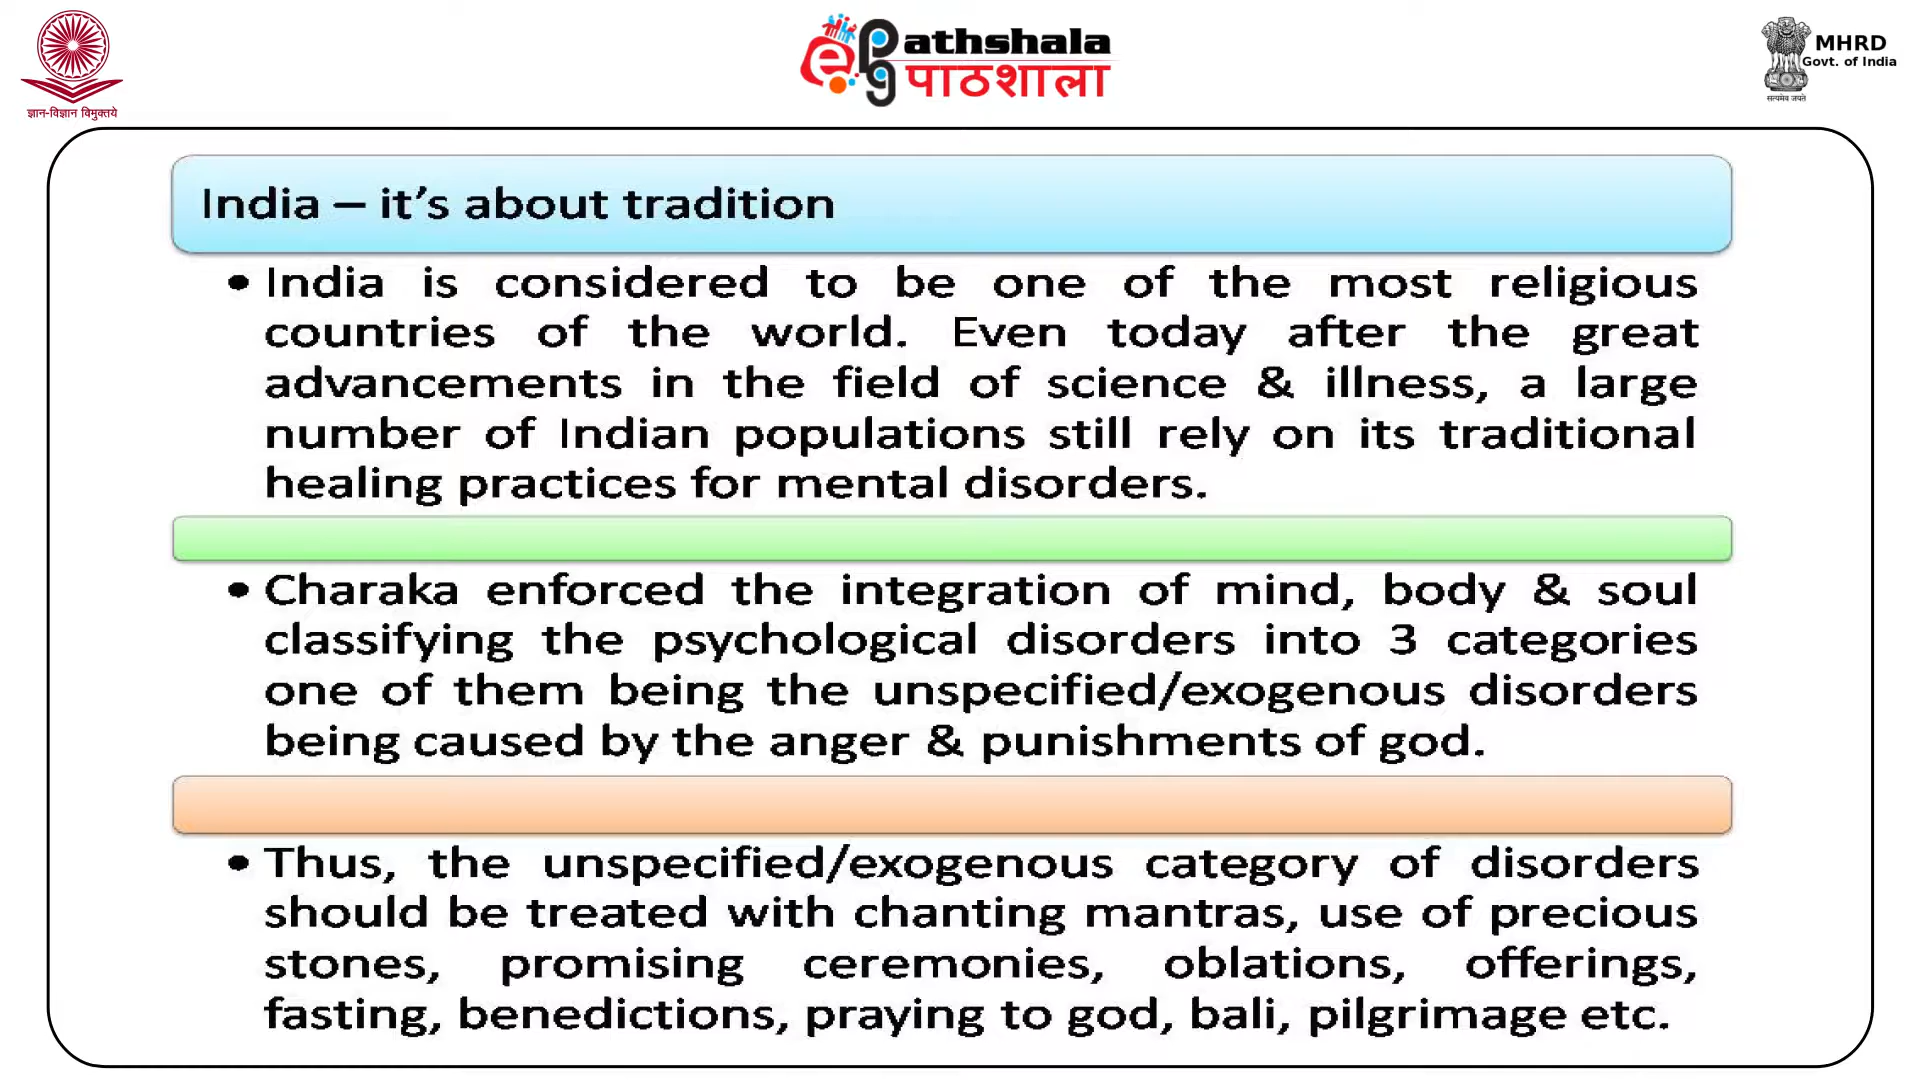 ज्ञान-विज्ञान विमुक्तये
ePG Pathshala
पाठशाला
MHRD
Govt. of India
सत्यमेव जयते
India – it’s about tradition
• India is considered to be one of the most religious
countries of the world. Even today after the great
advancements in the field of science & illness, a large
number of Indian populations still rely on its traditional
healing practices for mental disorders.
• Charaka enforced the integration of mind, body & soul
classifying the psychological disorders into 3 categories
one of them being the unspecified/exogenous disorders
being caused by the anger & punishments of god.
• Thus, the unspecified/exogenous category of disorders
should be treated with chanting mantras, use of precious
stones, promising ceremonies, oblations, offerings,
fasting, benedictions, praying to god, bali, pilgrimage etc.